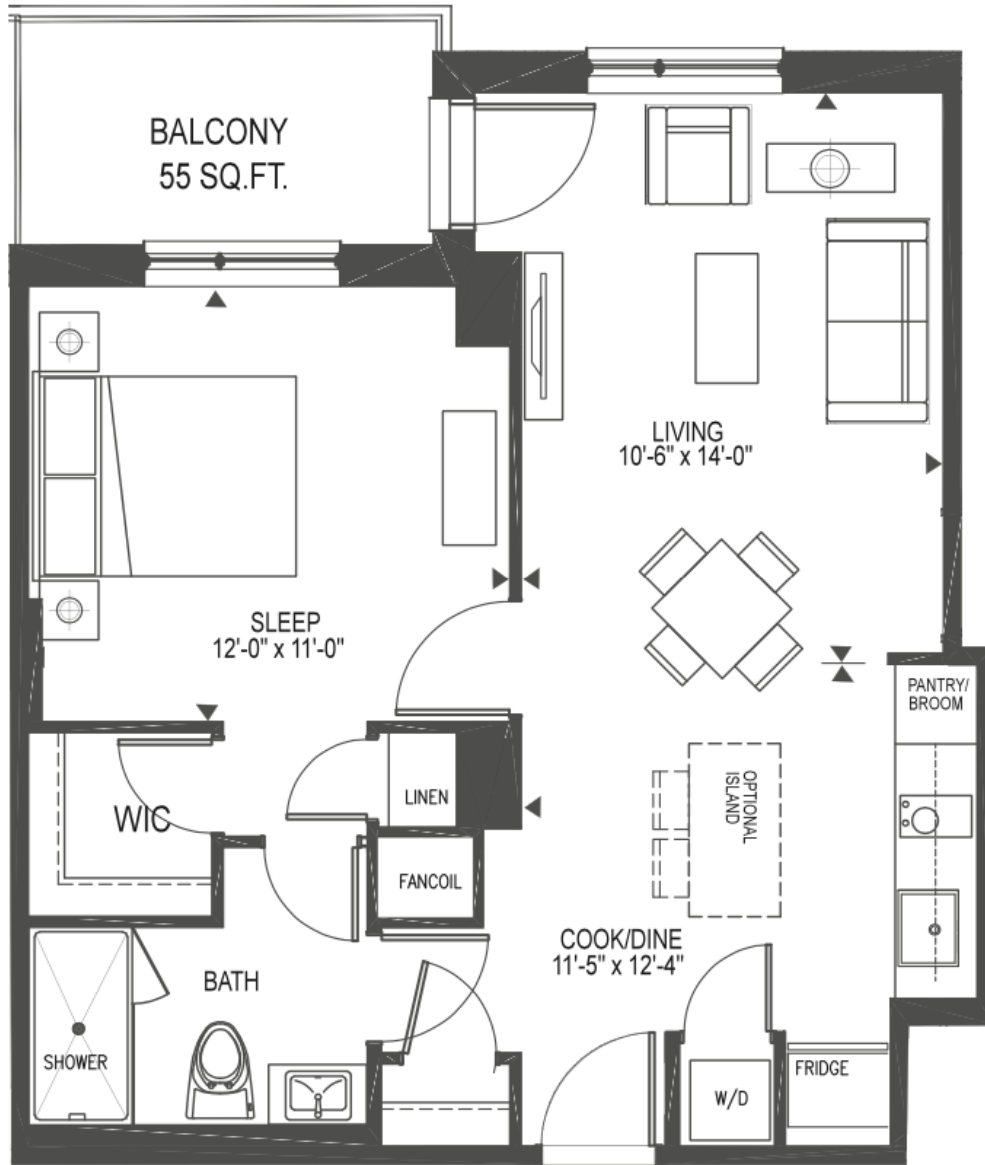 BALCONY
55 SQ.FT.
LIVING
10'-6" x 14'-0"
SLEEP
12'-0" x 11'-0"
PANTRY/
BROOM
OPTIONAL
ISLAND
LINEN
WIC
FANCOIL
COOK/DINE
11'-5" x 12'-4"
BATH
SHOWER
FRIDGE
W/D